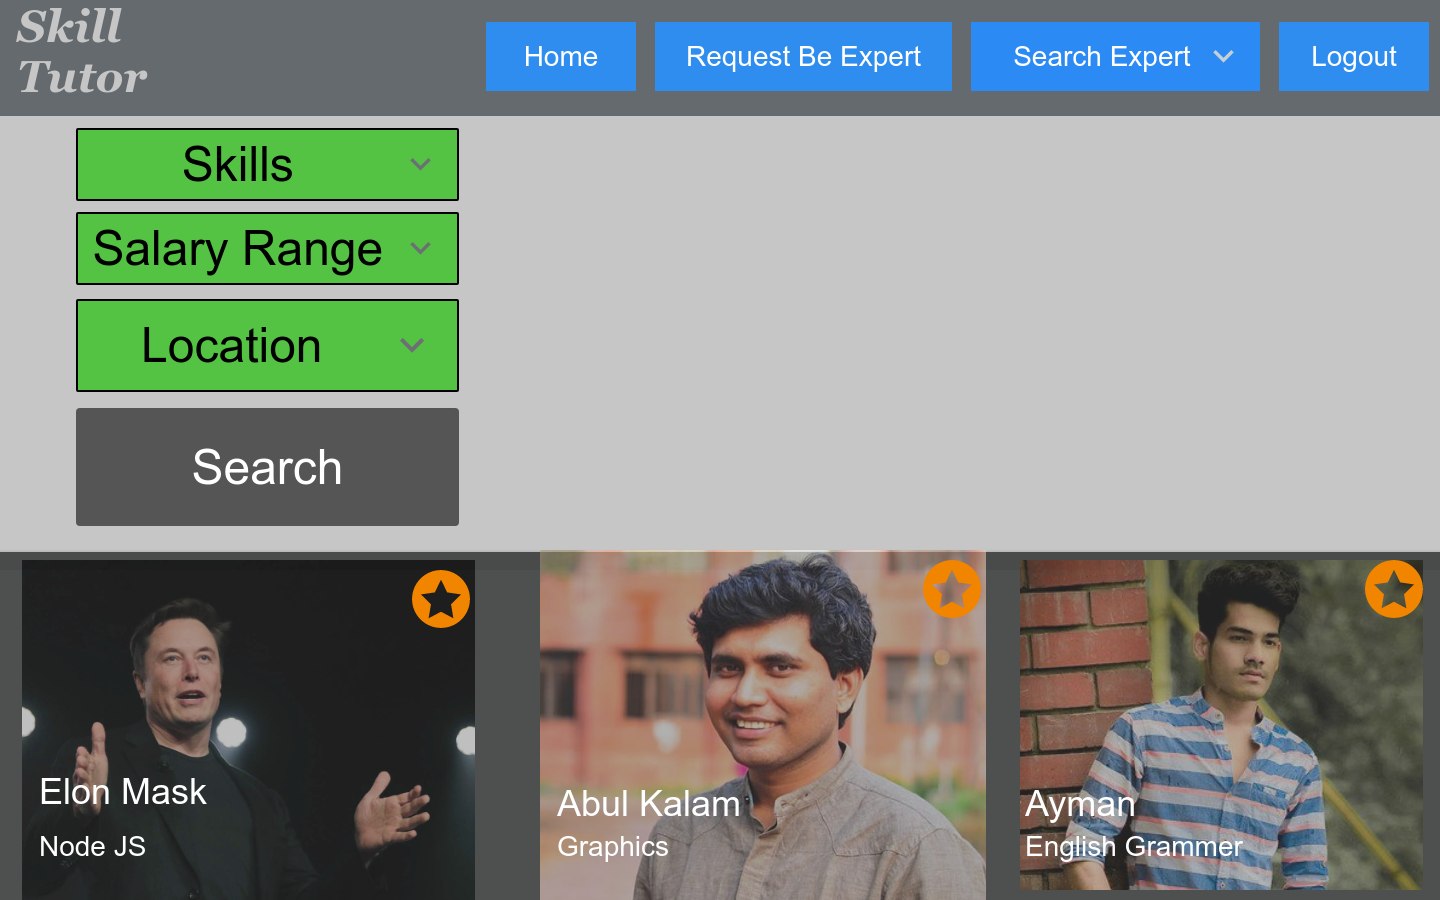 Skill
Tutor
Home
Request Be Expert
Search Expert
Logout
Skills
Salary Range
Location
Search
Elon Mask
Node JS
Abul Kalam
Graphics
Ayman
English Grammer